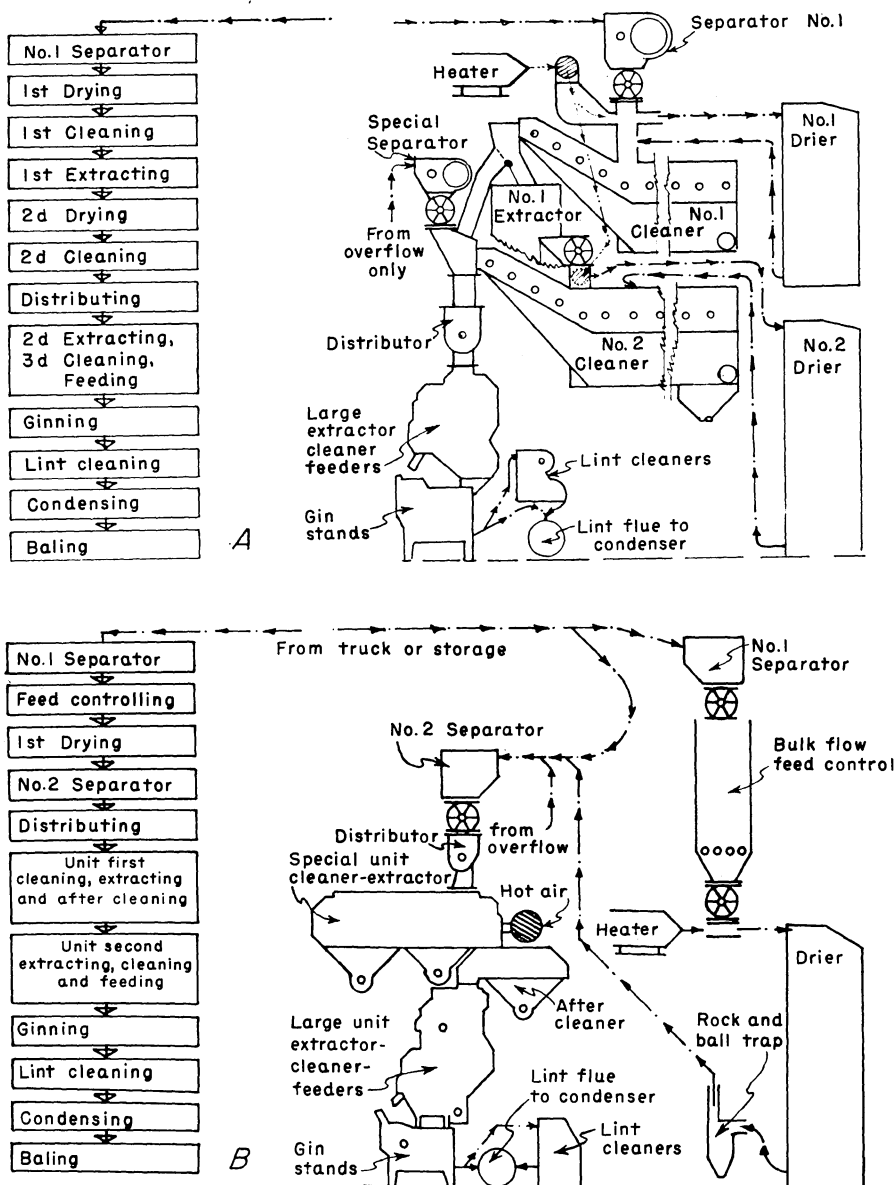 No.1 Separator
1st Drying
1st Cleaning
1st Extracting
2d Drying
2d Cleaning
Distributing
2d Extracting,
3d Cleaning,
Feeding
Ginning
Lint cleaning
Condensing
Baling
A
Separator No.1
Heater
Special
Separator
No.1
Drier
No.1
Extractor
No.1
Cleaner
From
overflow
only
Distributor
No.2
Cleaner
No.2
Drier
Large
extractor
cleaner
feeders
Lint cleaners
Gin
stands
Lint flue to
condenser
No.1 Separator
Feed controlling
1st Drying
No.2 Separator
Distributing
Unit first
cleaning, extracting
and after cleaning
Unit second
extracting, cleaning
and feeding
Ginning
Lint cleaning
Condensing
Baling
B
From truck or storage
No.1
Separator
No.2 Separator
Bulk flow
feed control
Distributor
from
overflow
Special unit
cleaner-extractor
Hot air
Heater
Drier
After
cleaner
Rock and
ball trap
Large unit
extractor-
cleaner-
feeders
Lint flue
to condenser
Gin
stands
Lint
cleaners